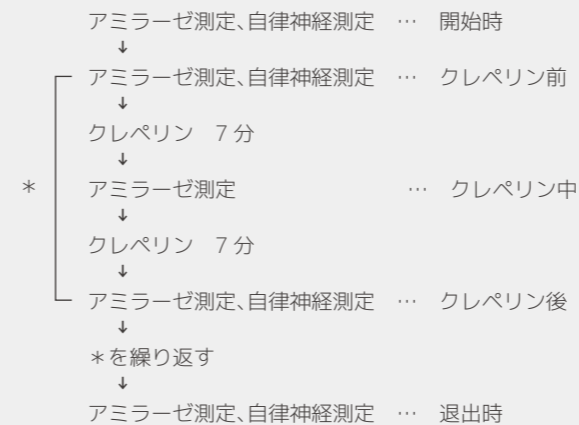 アミラーゼ測定、自律神経測定 … 開始時
↓
アミラーゼ測定、自律神経測定 … クレペリン前
↓
クレペリン 7分
↓
＊ アミラーゼ測定 … クレペリン中
↓
クレペリン 7分
↓
アミラーゼ測定、自律神経測定 … クレペリン後
↓
＊を繰り返す
↓
アミラーゼ測定、自律神経測定 … 退出時